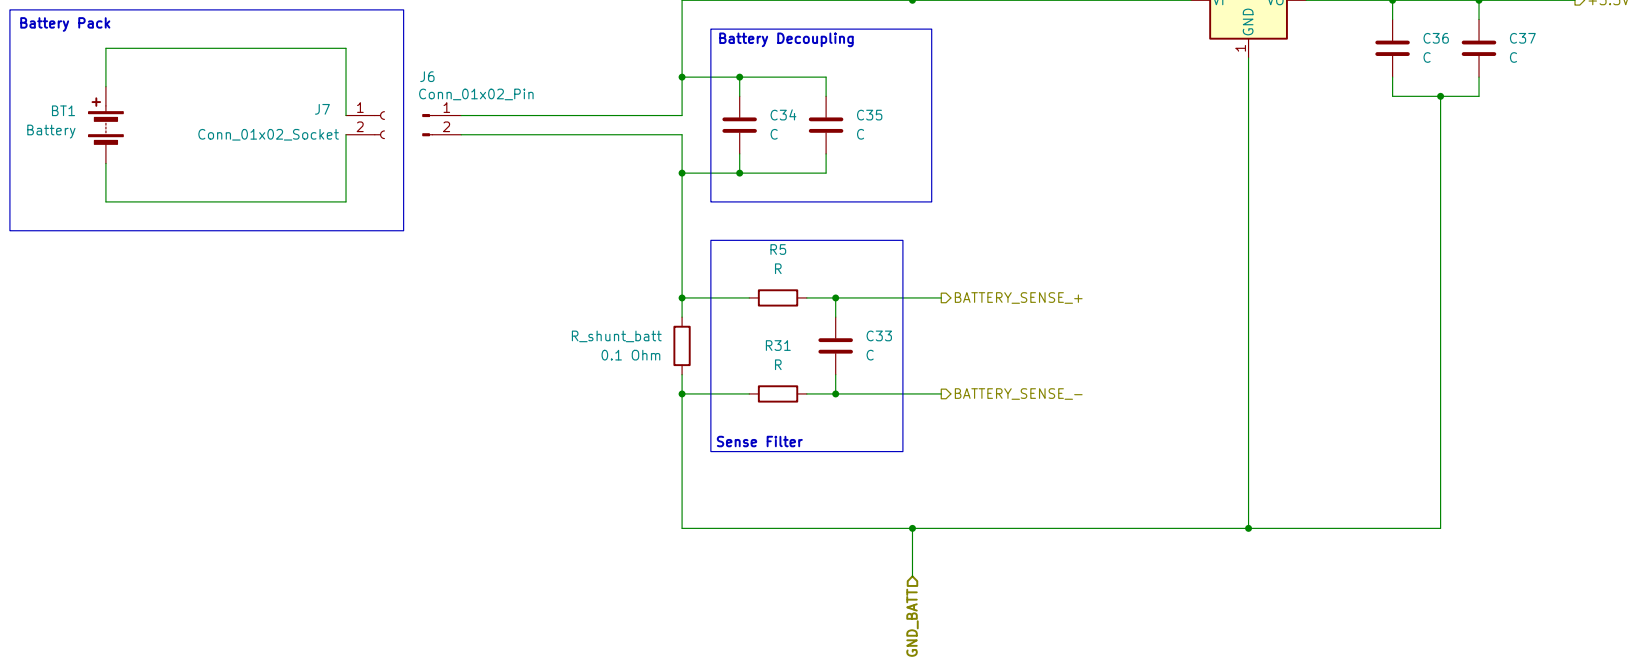 Battery Pack
BT1
Battery
+
J7
Conn_01x02_Socket
1
2
J6
Conn_01x02_Pin
1
2
Battery Decoupling
C34
C
C35
C
GND
1
C36
C
C37
C
R5
R
BATTERY_SENSE_+
R_shunt_batt
0.1 Ohm
R31
R
C33
C
BATTERY_SENSE_-
Sense Filter
GND_BATT